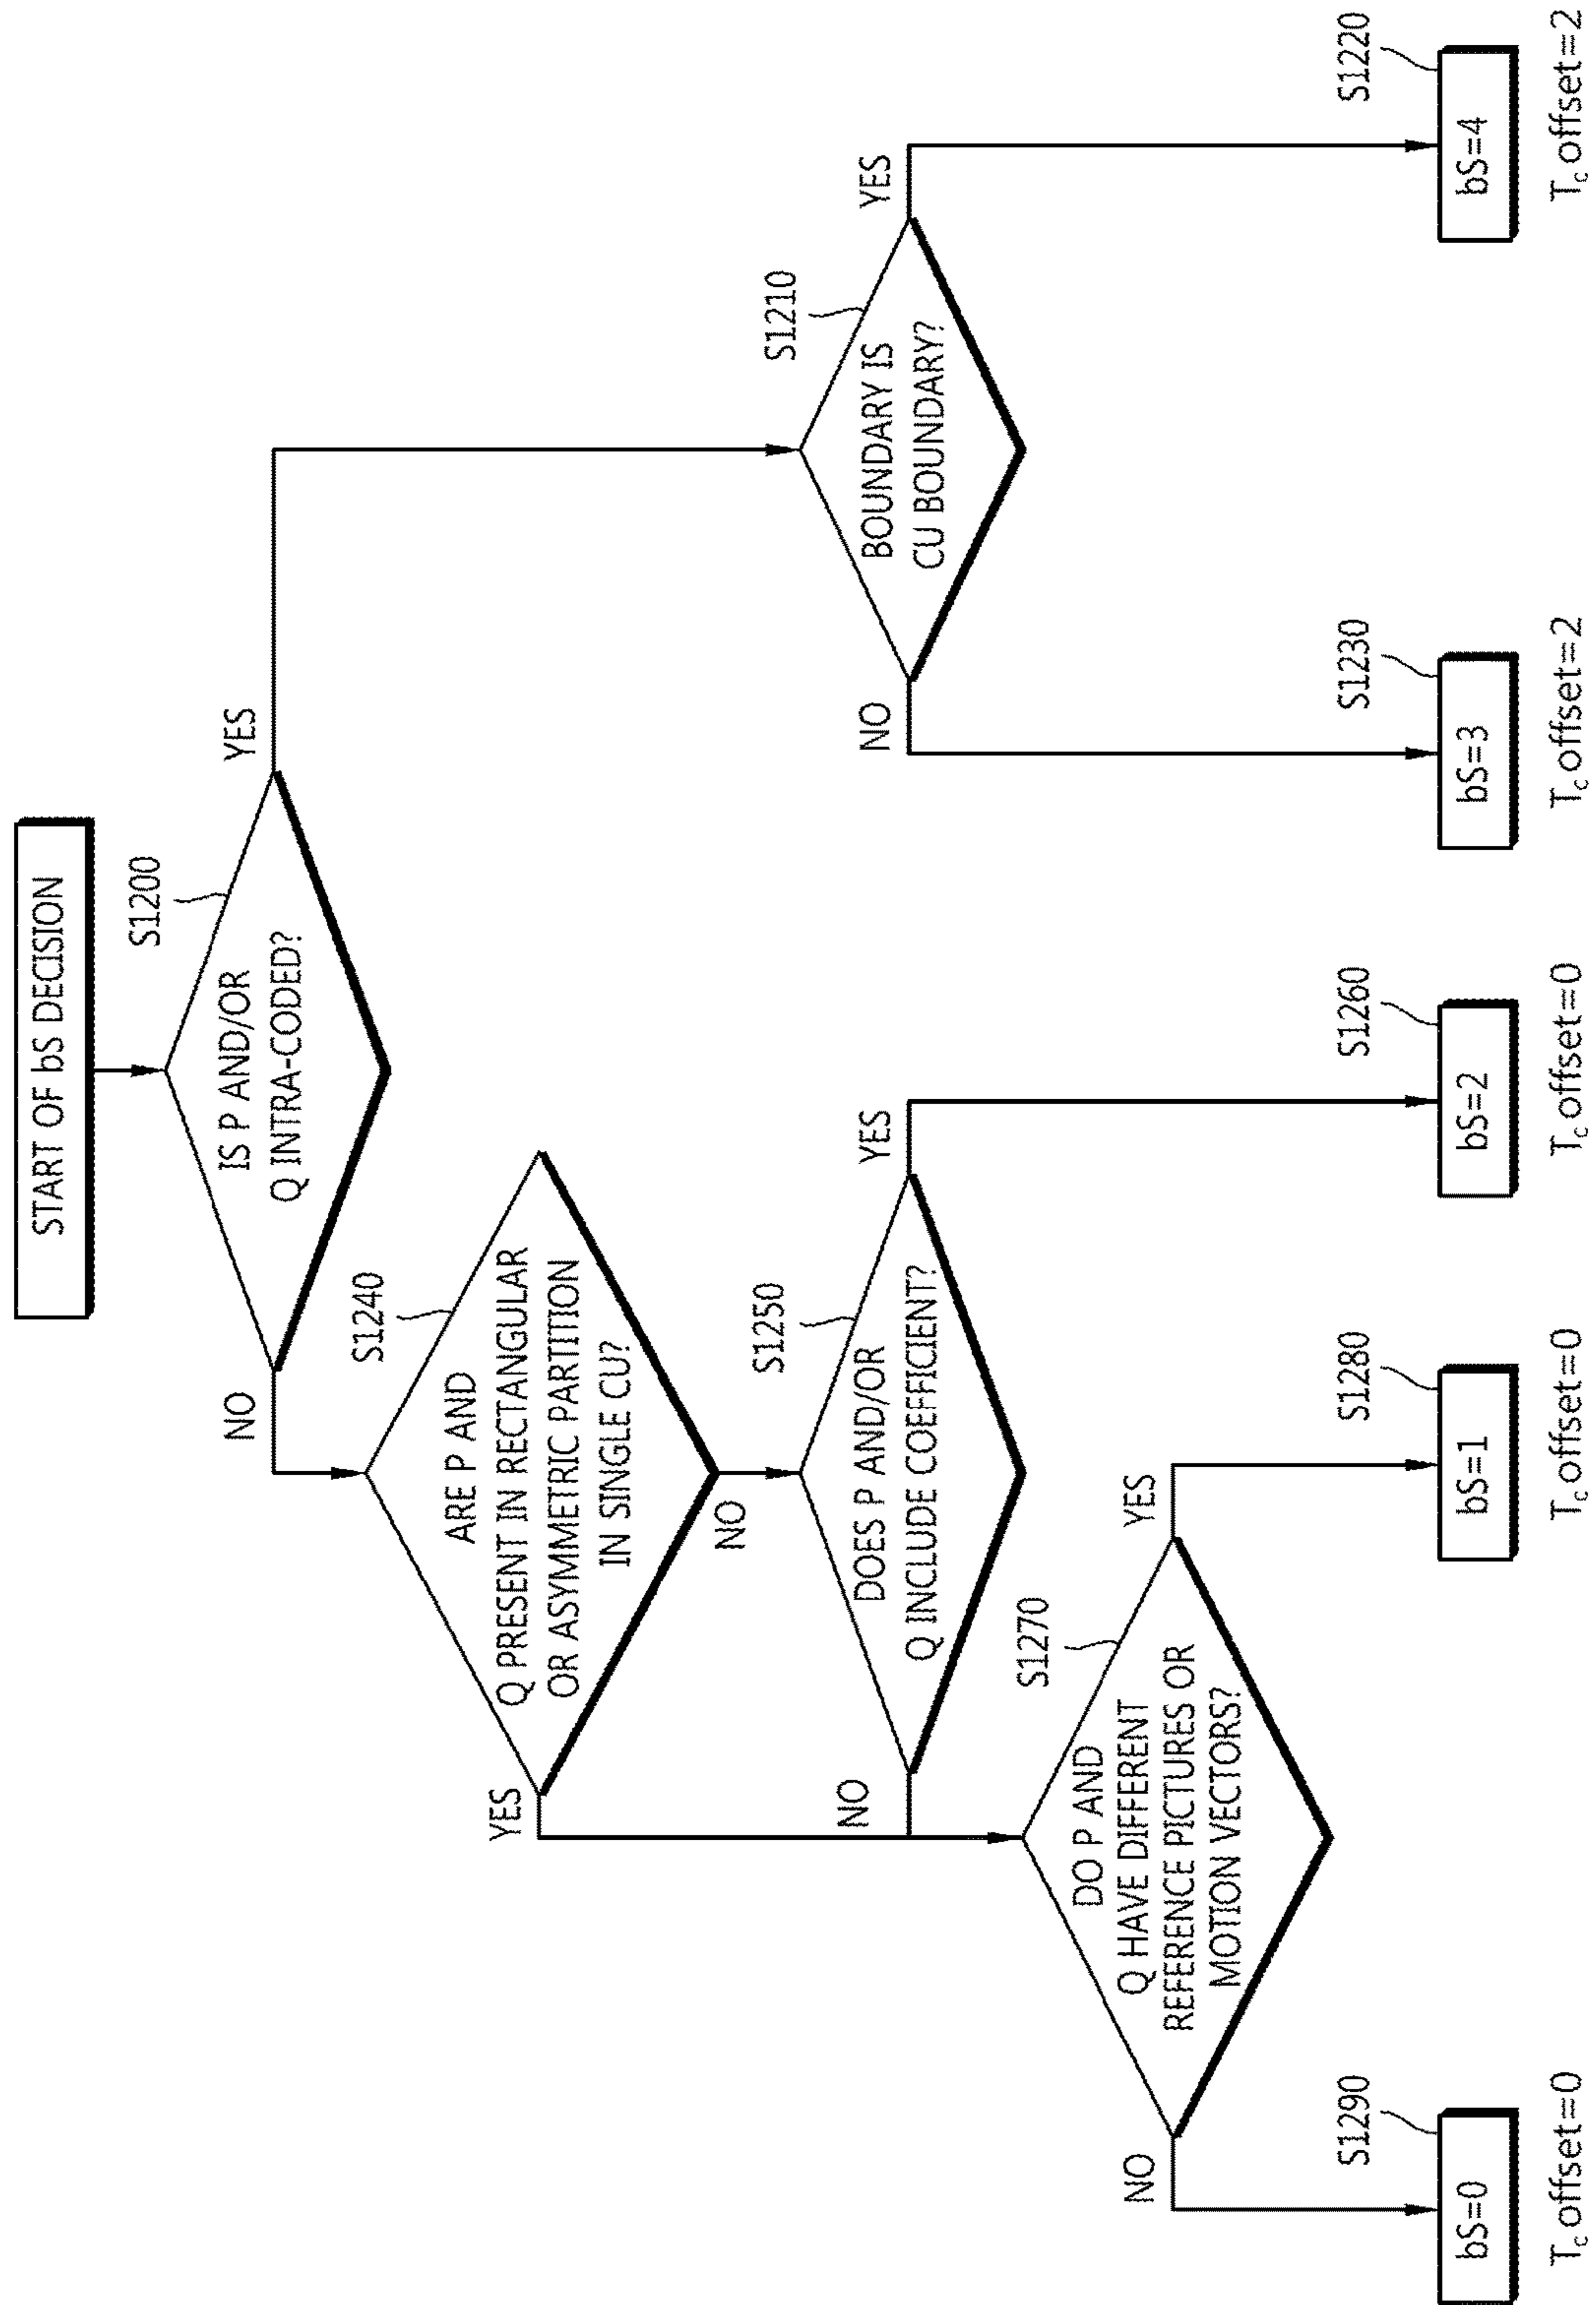 START OF bS DECISION
S1200
IS P AND/OR
Q INTRA-CODED?
NO
YES
S1240
ARE P AND
Q PRESENT IN RECTANGULAR
OR ASYMMETRIC PARTITION
IN SINGLE CU?
YES
NO
S1210
BOUNDARY IS
CU BOUNDARY?
NO
YES
S1250
DOES P AND/OR
Q INCLUDE COEFFICIENT?
NO
YES
S1270
DO P AND
Q HAVE DIFFERENT
REFERENCE PICTURES OR
MOTION VECTORS?
NO
YES
S1290
bS=0
Tc offset=0
S1280
bS=1
Tc offset=0
S1260
bS=2
Tc offset=0
S1230
bS=3
Tc offset=2
S1220
bS=4
Tc offset=2